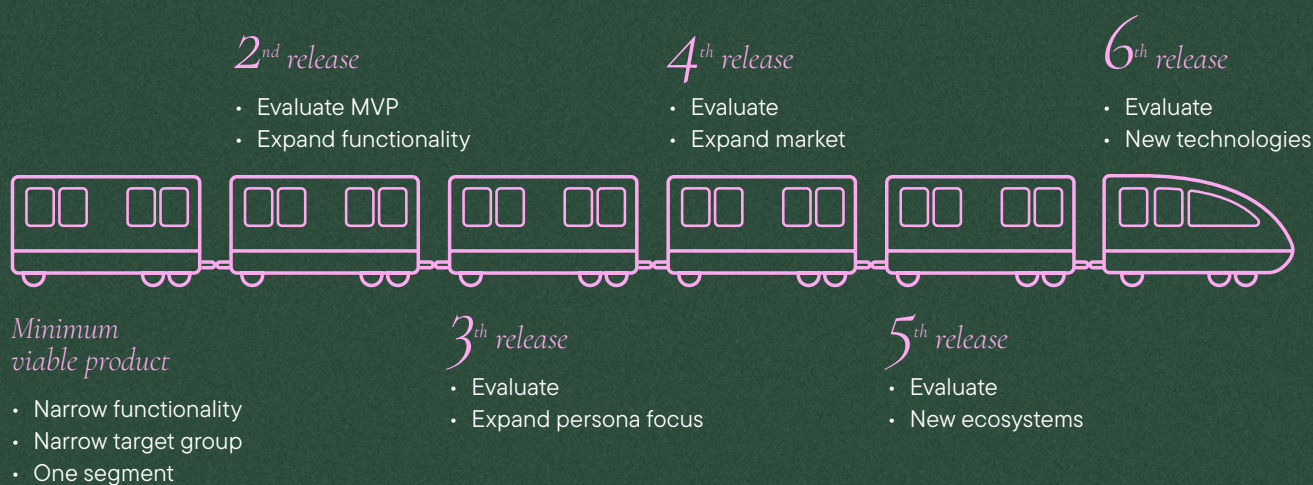 2nd release
• Evaluate MVP
• Expand functionality
4th release
• Evaluate
• Expand market
6th release
• Evaluate
• New technologies
Minimum
viable product
• Narrow functionality
• Narrow target group
• One segment
3th release
• Evaluate
• Expand persona focus
5th release
• Evaluate
• New ecosystems